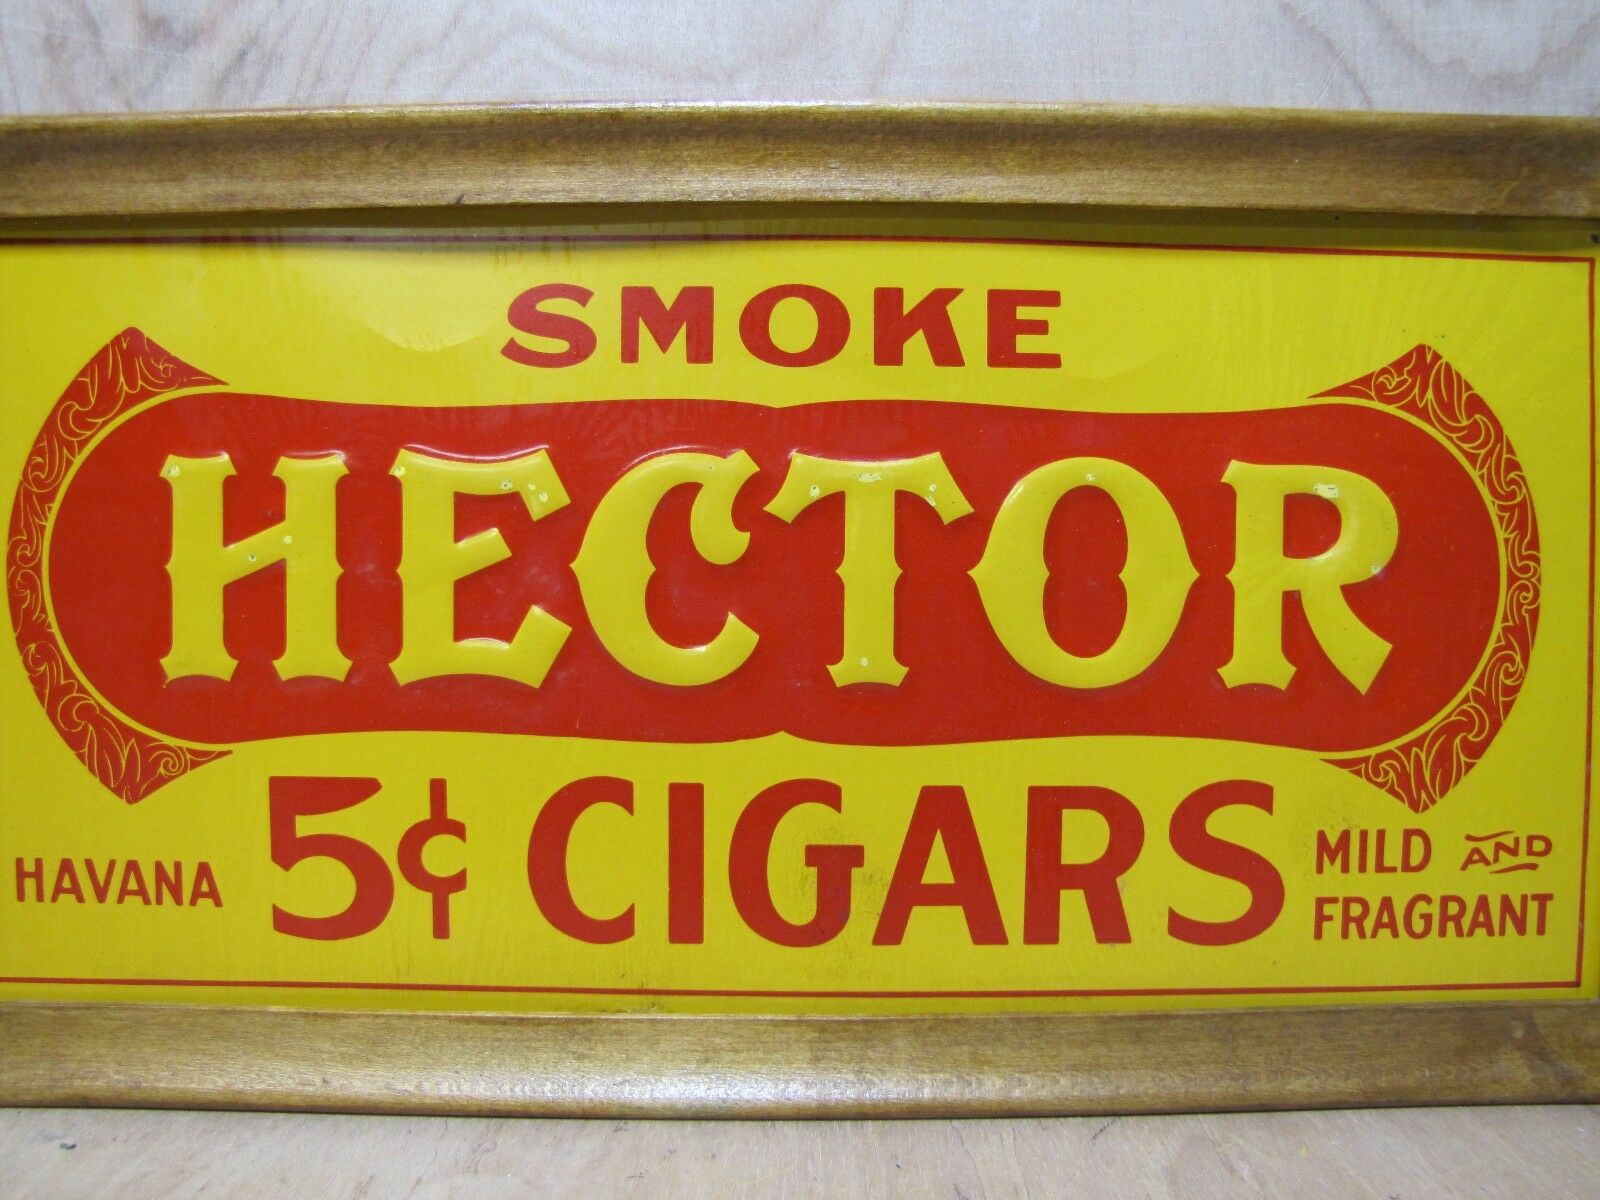 SMOKE
HECTOR
HAVANA 5¢ CIGARS MILD AND
FRAGRANT